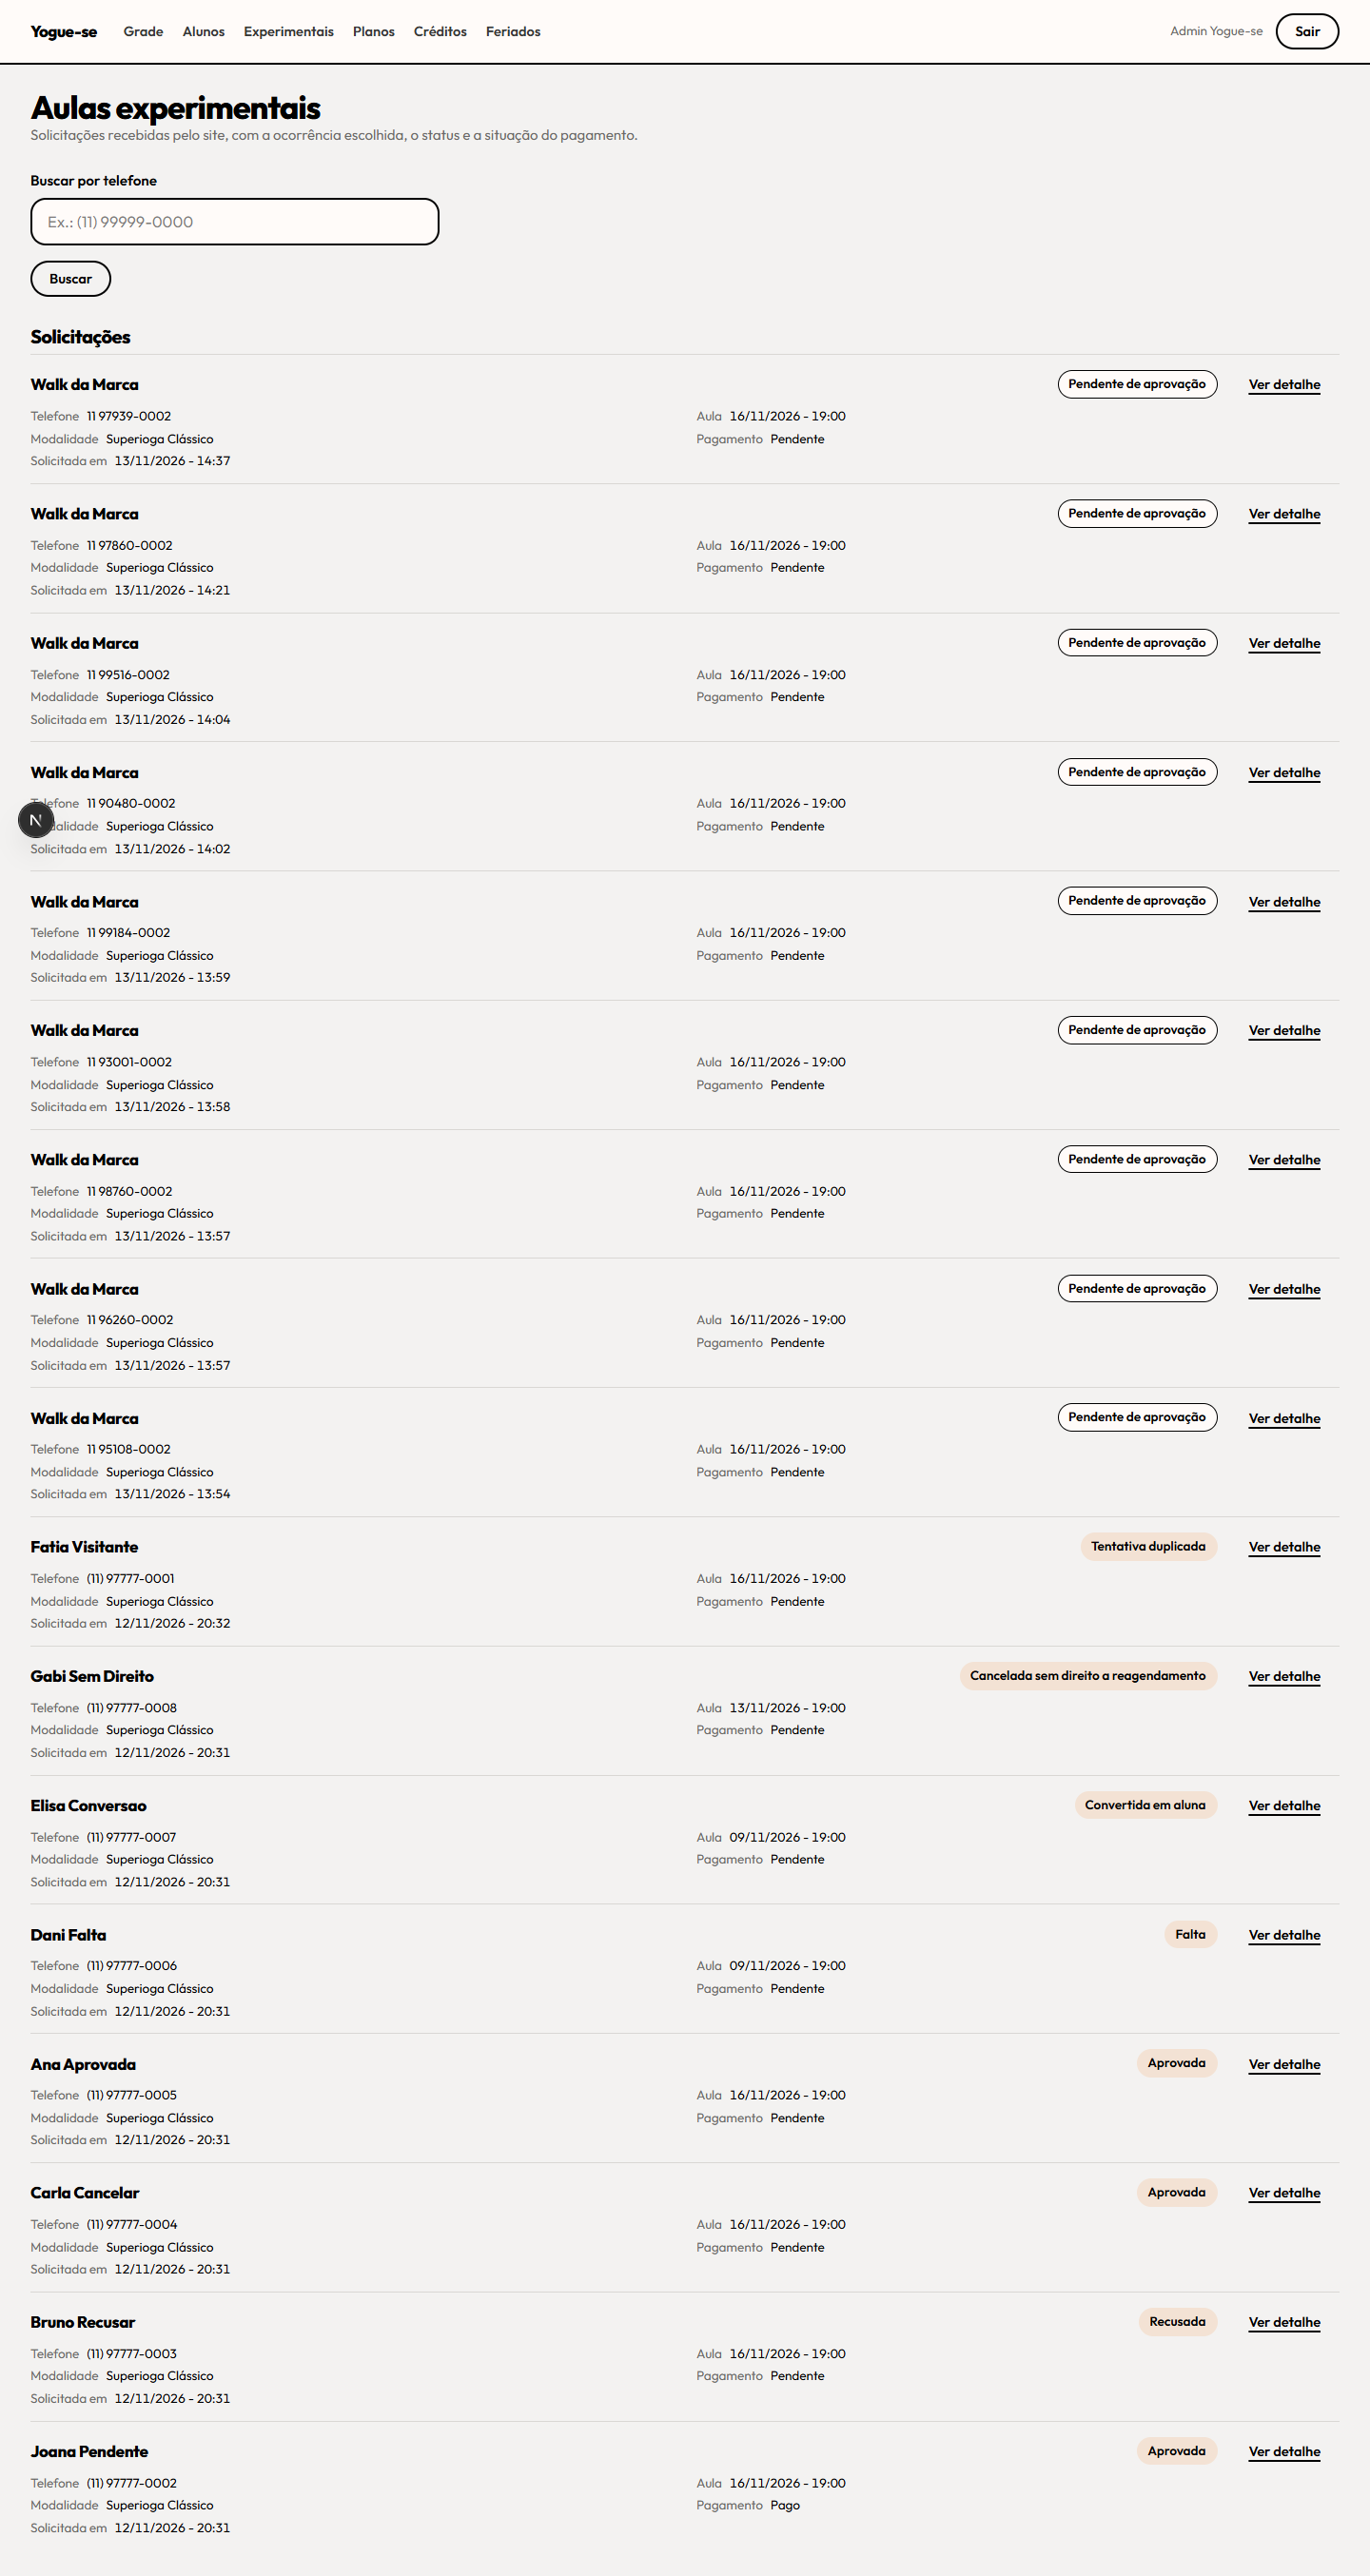 Yogue-se Grade Alunos Experimentais Planos Créditos Feriados Admin Yogue-se Sair
Aulas experimentais
Solicitações recebidas pelo site, com a ocorrência escolhida, o status e a situação do pagamento.
Buscar por telefone
Ex.: (11) 99999-0000
Buscar
Solicitações
Walk da Marca Pendente de aprovação Ver detalhe
Telefone 11 97939-0002 Aula 16/11/2026 - 19:00
Modalidade Superioga Clássico Pagamento Pendente
Solicitada em 13/11/2026 - 14:37
Walk da Marca Pendente de aprovação Ver detalhe
Telefone 11 97860-0002 Aula 16/11/2026 - 19:00
Modalidade Superioga Clássico Pagamento Pendente
Solicitada em 13/11/2026 - 14:21
Walk da Marca Pendente de aprovação Ver detalhe
Telefone 11 99516-0002 Aula 16/11/2026 - 19:00
Modalidade Superioga Clássico Pagamento Pendente
Solicitada em 13/11/2026 - 14:04
Walk da Marca Pendente de aprovação Ver detalhe
Telefone 11 90480-0002 Aula 16/11/2026 - 19:00
Superioga Clássico Pagamento Pendente
Solicitada em 13/11/2026 - 14:02
Walk da Marca Pendente de aprovação Ver detalhe
Telefone 11 99184-0002 Aula 16/11/2026 - 19:00
Modalidade Superioga Clássico Pagamento Pendente
Solicitada em 13/11/2026 - 13:59
Walk da Marca Pendente de aprovação Ver detalhe
Telefone 11 93001-0002 Aula 16/11/2026 - 19:00
Modalidade Superioga Clássico Pagamento Pendente
Solicitada em 13/11/2026 - 13:58
Walk da Marca Pendente de aprovação Ver detalhe
Telefone 11 98760-0002 Aula 16/11/2026 - 19:00
Modalidade Superioga Clássico Pagamento Pendente
Solicitada em 13/11/2026 - 13:57
Walk da Marca Pendente de aprovação Ver detalhe
Telefone 11 96260-0002 Aula 16/11/2026 - 19:00
Modalidade Superioga Clássico Pagamento Pendente
Solicitada em 13/11/2026 - 13:57
Walk da Marca Pendente de aprovação Ver detalhe
Telefone 11 95108-0002 Aula 16/11/2026 - 19:00
Modalidade Superioga Clássico Pagamento Pendente
Solicitada em 13/11/2026 - 13:54
Fatia Visitante Tentativa duplicada Ver detalhe
Telefone (11) 97777-0001 Aula 16/11/2026 - 19:00
Modalidade Superioga Clássico Pagamento Pendente
Solicitada em 12/11/2026 - 20:32
Gabi Sem Direito Cancelada sem direito a reagendamento Ver detalhe
Telefone (11) 97777-0008 Aula 13/11/2026 - 19:00
Modalidade Superioga Clássico Pagamento Pendente
Solicitada em 12/11/2026 - 20:31
Elisa Conversao Convertida em aluna Ver detalhe
Telefone (11) 97777-0007 Aula 09/11/2026 - 19:00
Modalidade Superioga Clássico Pagamento Pendente
Solicitada em 12/11/2026 - 20:31
Dani Falta Falta Ver detalhe
Telefone (11) 97777-0006 Aula 09/11/2026 - 19:00
Modalidade Superioga Clássico Pagamento Pendente
Solicitada em 12/11/2026 - 20:31
Ana Aprovada Aprovada Ver detalhe
Telefone (11) 97777-0005 Aula 16/11/2026 - 19:00
Modalidade Superioga Clássico Pagamento Pendente
Solicitada em 12/11/2026 - 20:31
Carla Cancelar Aprovada Ver detalhe
Telefone (11) 97777-0004 Aula 16/11/2026 - 19:00
Modalidade Superioga Clássico Pagamento Pendente
Solicitada em 12/11/2026 - 20:31
Bruno Recusar Recusada Ver detalhe
Telefone (11) 97777-0003 Aula 16/11/2026 - 19:00
Modalidade Superioga Clássico Pagamento Pendente
Solicitada em 12/11/2026 - 20:31
Joana Pendente Aprovada Ver detalhe
Telefone (11) 97777-0002 Aula 16/11/2026 - 19:00
Modalidade Superioga Clássico Pagamento Pago
Solicitada em 12/11/2026 - 20:31